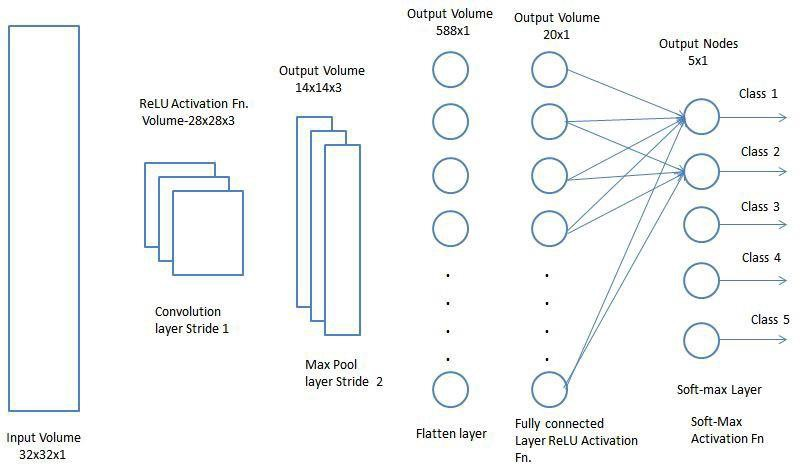 Input Volume
32x32x1
ReLU Activation Fn.
Volume-28x28x3
Convolution
layer Stride 1
Output Volume
14x14x3
Max Pool
layer Stride 2
Output Volume
588x1
Flatten layer
Output Volume
20x1
Fully connected
Layer ReLU Activation
Fn.
Output Nodes
5x1
Class 1
Class 2
Class 3
Class 4
Class 5
Soft-max Layer
Soft-Max
Activation Fn